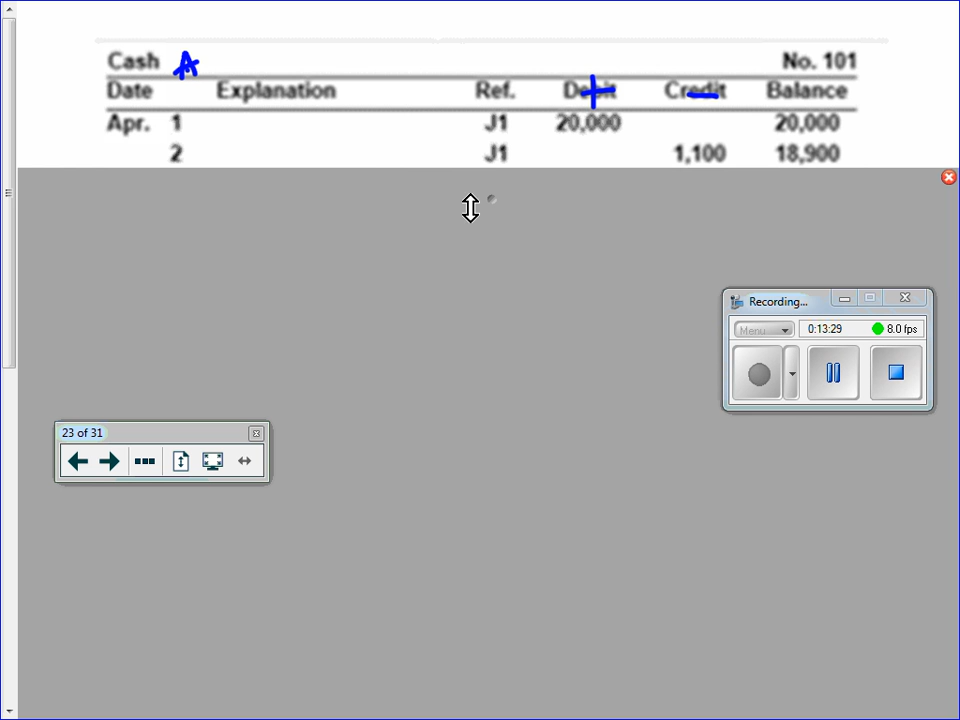 Cash A No. 101
Date Explanation Ref. Debit Credit Balance
Apr. 1 J1 20,000 20,000
2 J1 1,100 18,900
Recording...
Menu 0:13:29 8.0 fps
23 of 31